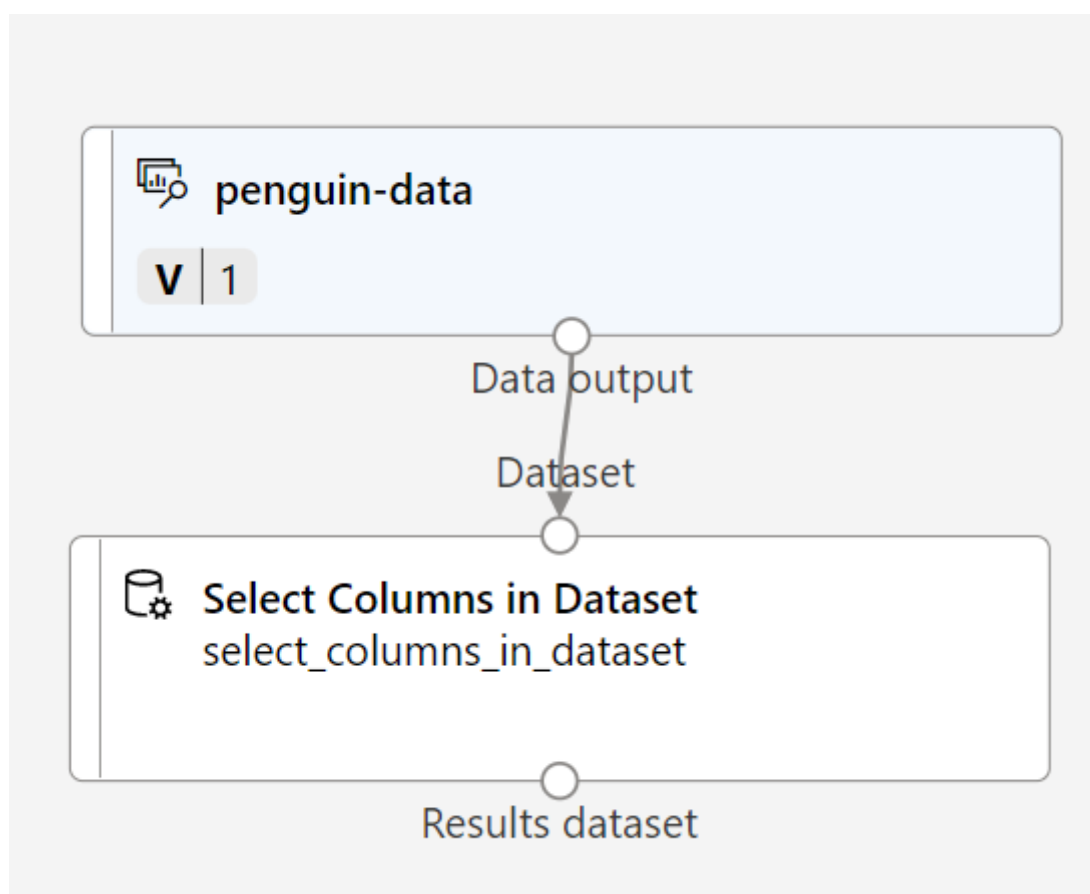 penguin-data
V 1
Data output
Dataset
Select Columns in Dataset
select_columns_in_dataset
Results dataset